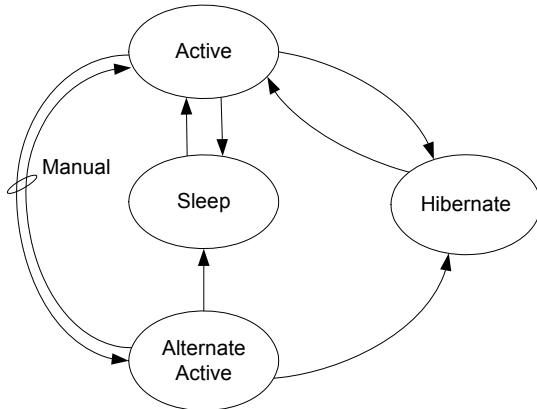 Active
Manual
Sleep
Hibernate
Alternate
Active